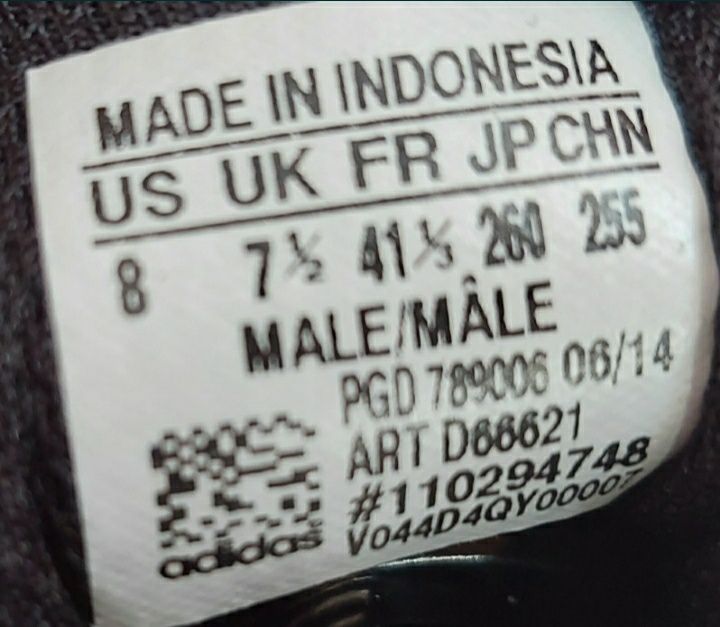 MADE IN INDONESIA
US UK FR JP CHN
8 7½ 41⅓ 260 255
MALE/MÂLE
PGD 789006 06/14
ART D66621
#110294748
V044D4QY00007
adidas